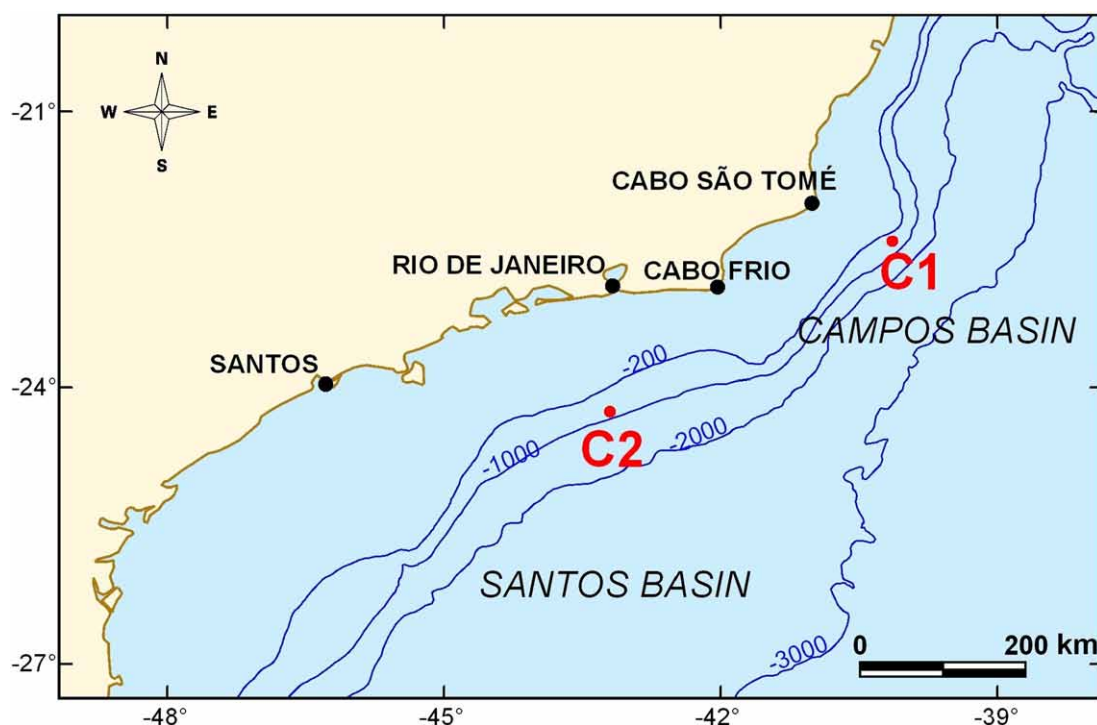 N
W E
S
-21°
-24°
-27°
CABO SÃO TOMÉ
RIO DE JANEIRO
CABO FRIO
C1
CAMPOS BASIN
SANTOS
-200
-1000
C2
-2000
SANTOS BASIN
-3000
0 200 km
-48° -45° -42° -39°